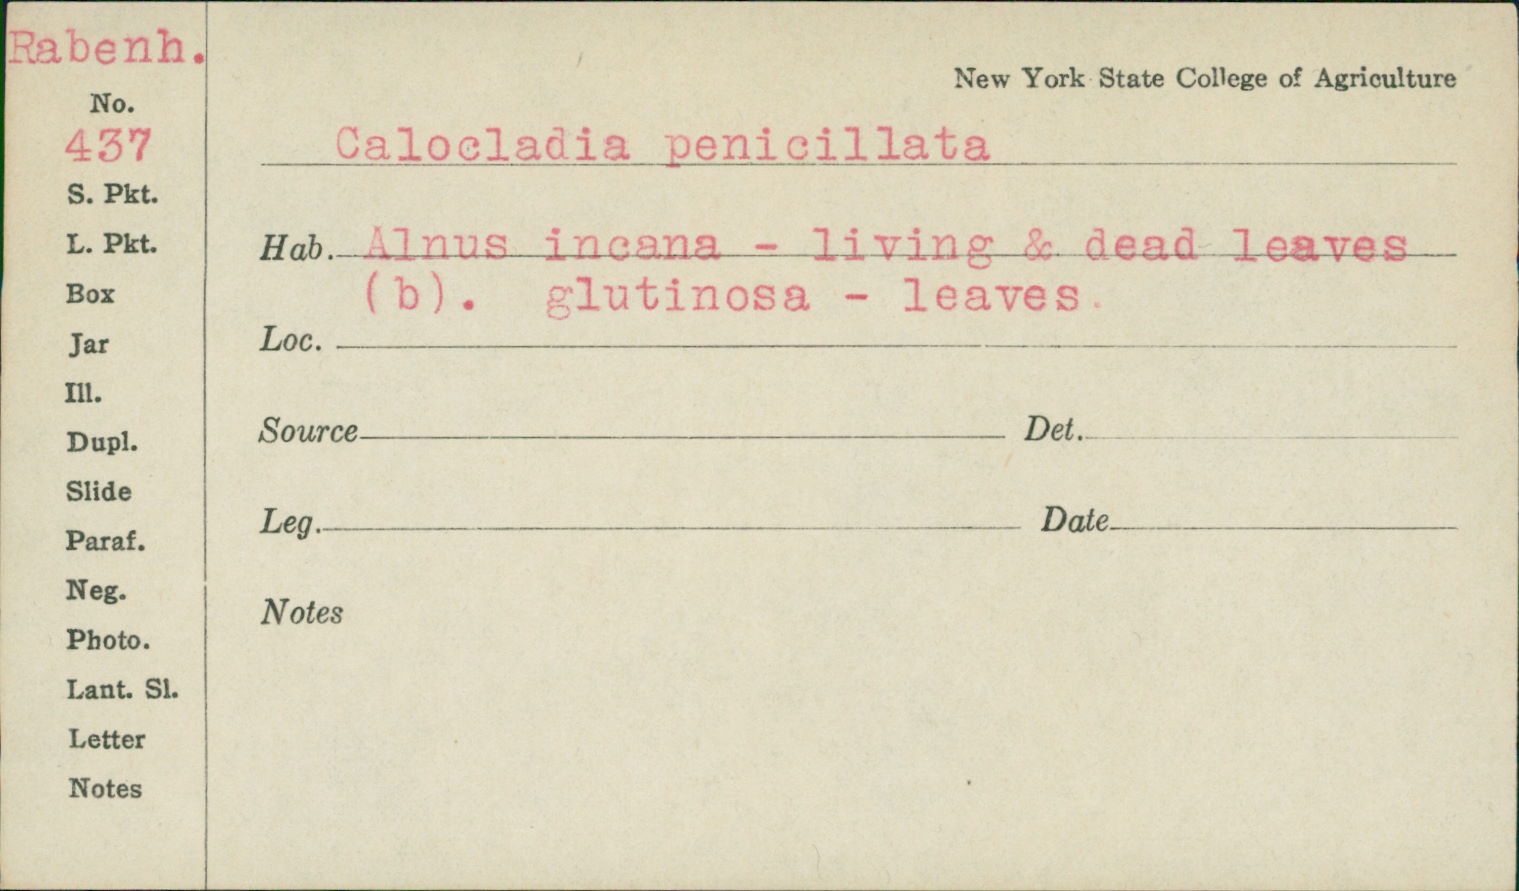 Rabenh.
No.
437
S. Pkt.
L. Pkt.
Box
Jar
Ill.
Dupl.
Slide
Paraf.
Neg.
Photo.
Lant. Sl.
Letter
Notes
New York State College of Agriculture
Calocladia penicillata
Hab. Alnus incana - living & dead leaves
(b). glutinosa - leaves.
Loc.
Source Det.
Leg. Date
Notes